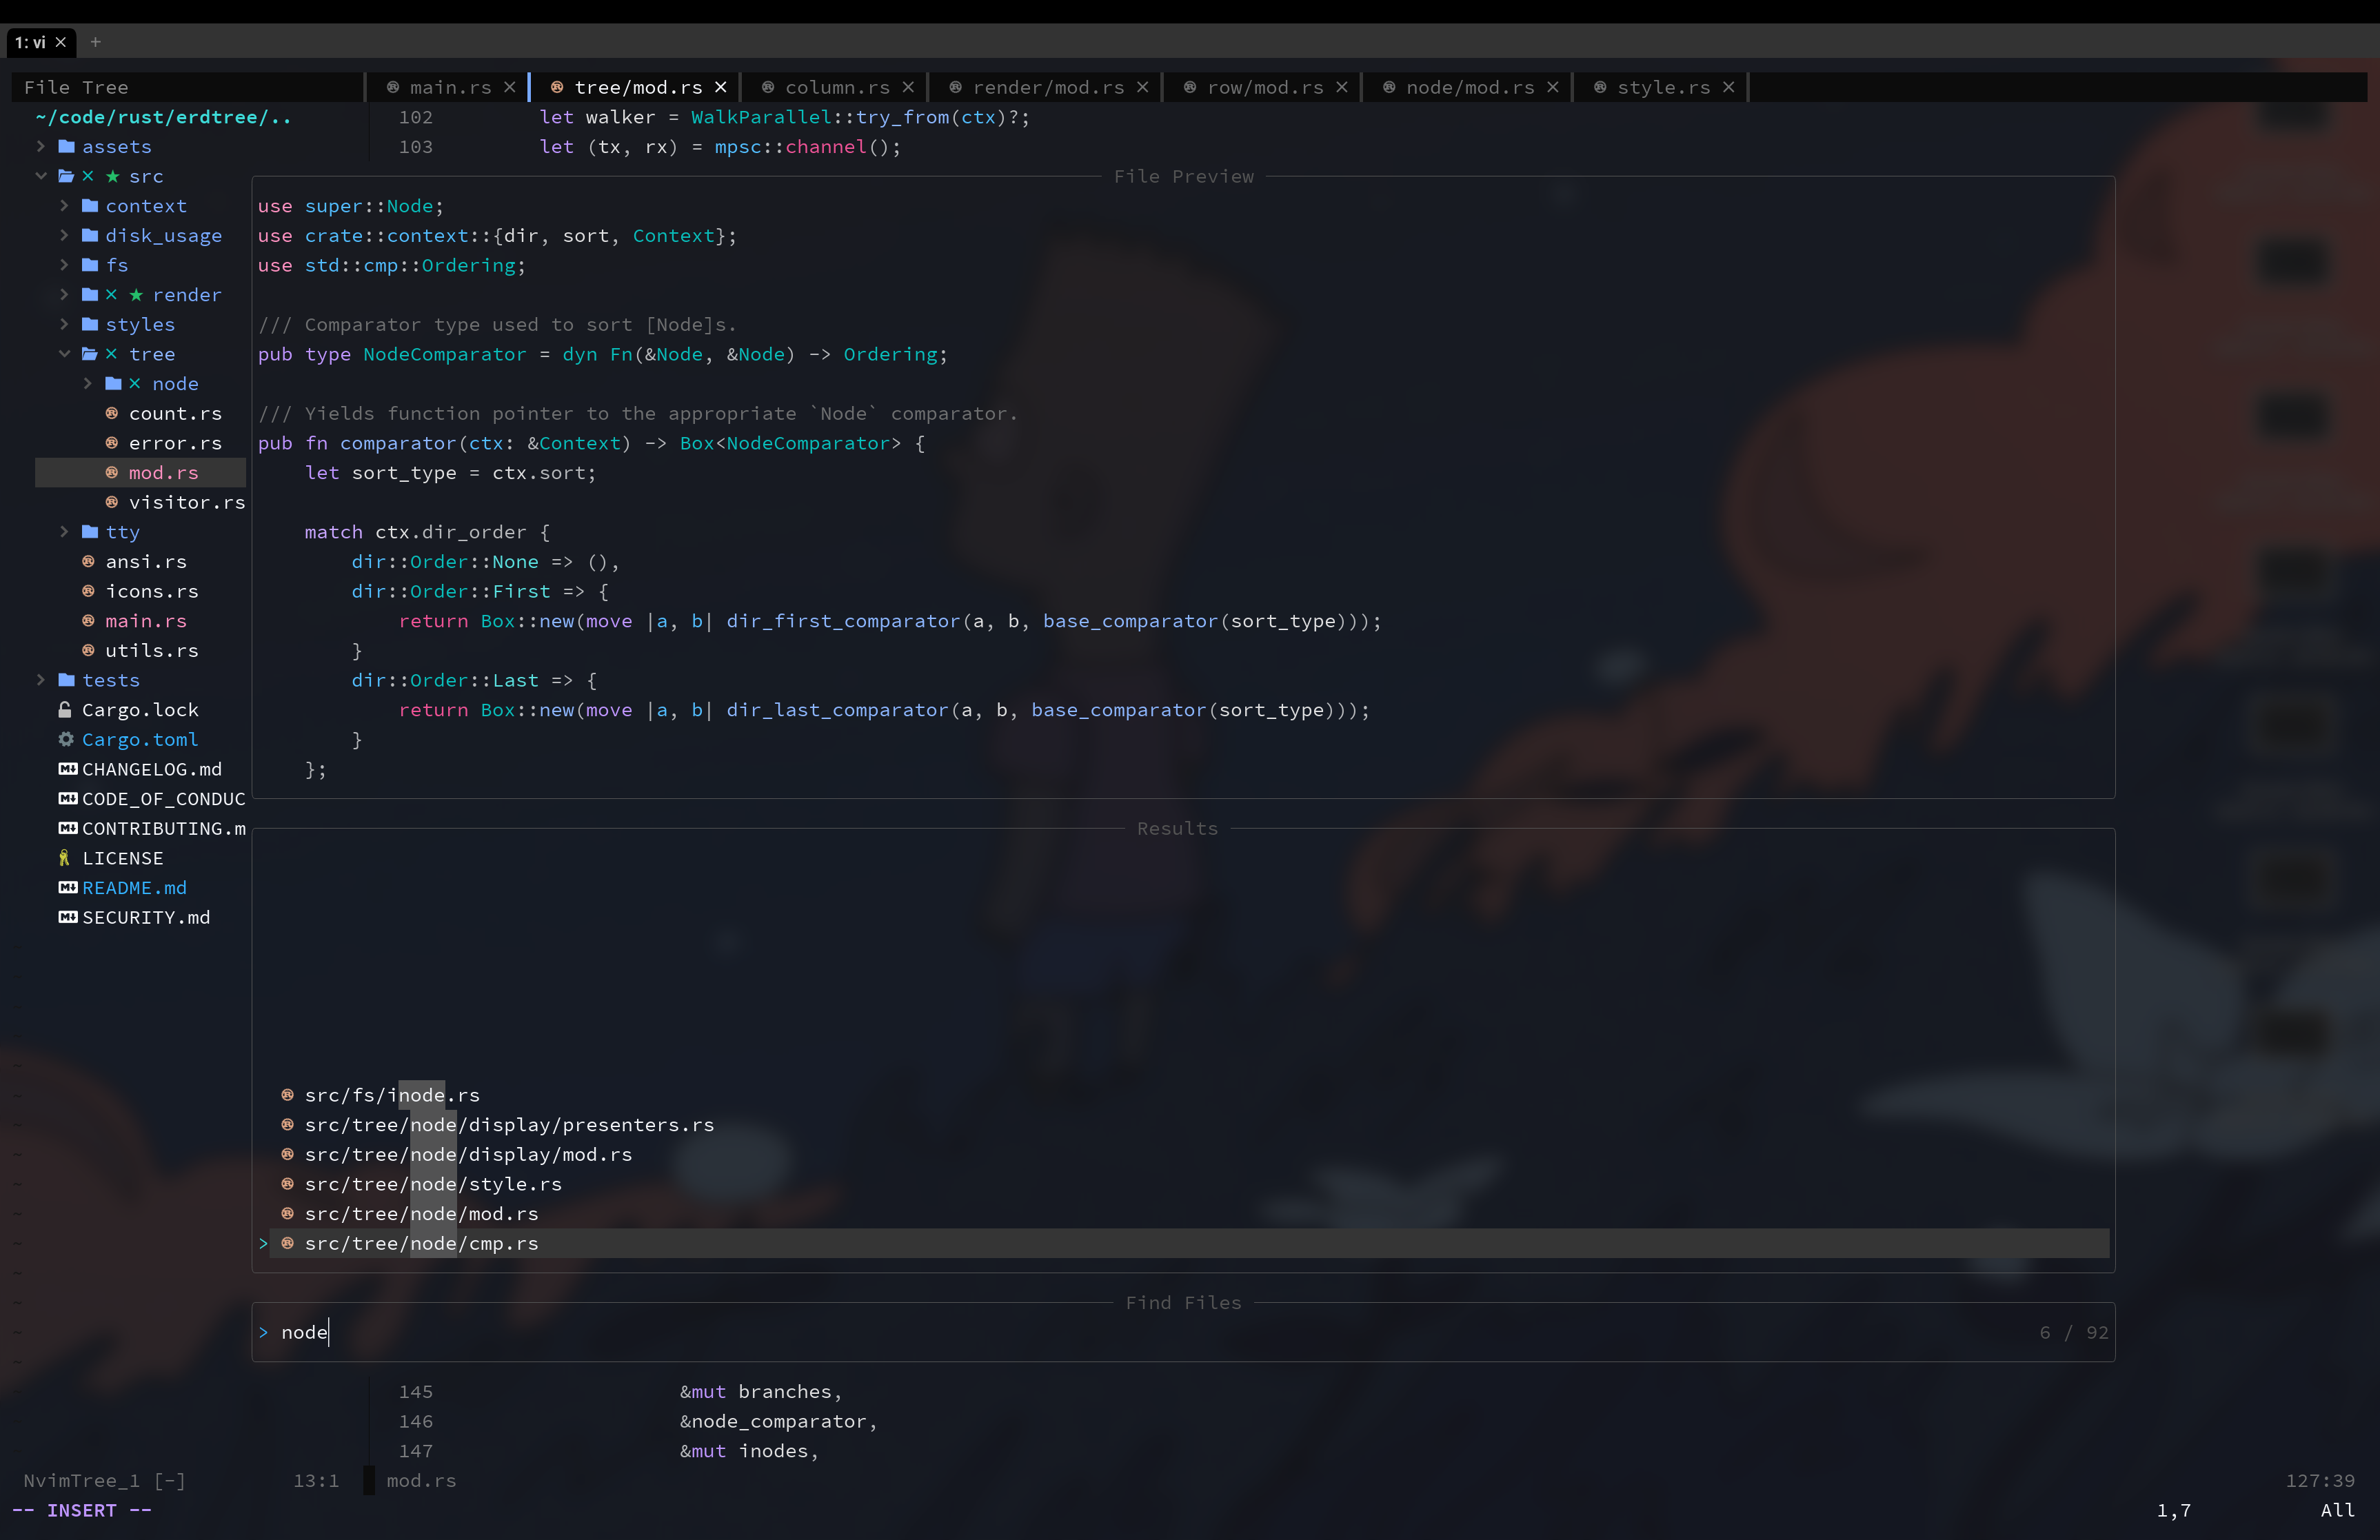 1: vi × +
File Tree
main.rs × tree/mod.rs × column.rs × render/mod.rs × row/mod.rs × node/mod.rs × style.rs ×
~/code/rust/erdtree/..
assets
src
context
disk_usage
fs
render
styles
tree
node
count.rs
error.rs
mod.rs
visitor.rs
tty
ansi.rs
icons.rs
main.rs
utils.rs
tests
Cargo.lock
Cargo.toml
CHANGELOG.md
CODE_OF_CONDUC
CONTRIBUTING.m
LICENSE
README.md
SECURITY.md
102 let walker = WalkParallel::try_from(ctx)?;
103 let (tx, rx) = mpsc::channel();
File Preview
use super::Node;
use crate::context::{dir, sort, Context};
use std::cmp::Ordering;
/// Comparator type used to sort [Node]s.
pub type NodeComparator = dyn Fn(&Node, &Node) -> Ordering;
/// Yields function pointer to the appropriate `Node` comparator.
pub fn comparator(ctx: &Context) -> Box<NodeComparator> {
    let sort_type = ctx.sort;
    match ctx.dir_order {
        dir::Order::None => (),
        dir::Order::First => {
            return Box::new(move |a, b| dir_first_comparator(a, b, base_comparator(sort_type)));
        }
        dir::Order::Last => {
            return Box::new(move |a, b| dir_last_comparator(a, b, base_comparator(sort_type)));
        }
    };
Results
src/fs/inode.rs
src/tree/node/display/presenters.rs
src/tree/node/display/mod.rs
src/tree/node/style.rs
src/tree/node/mod.rs
> src/tree/node/cmp.rs
Find Files
> node 6 / 92
145 &mut branches,
146 &node_comparator,
147 &mut inodes,
NvimTree_1 [-] 13:1 mod.rs 127:39
-- INSERT -- 1,7 All